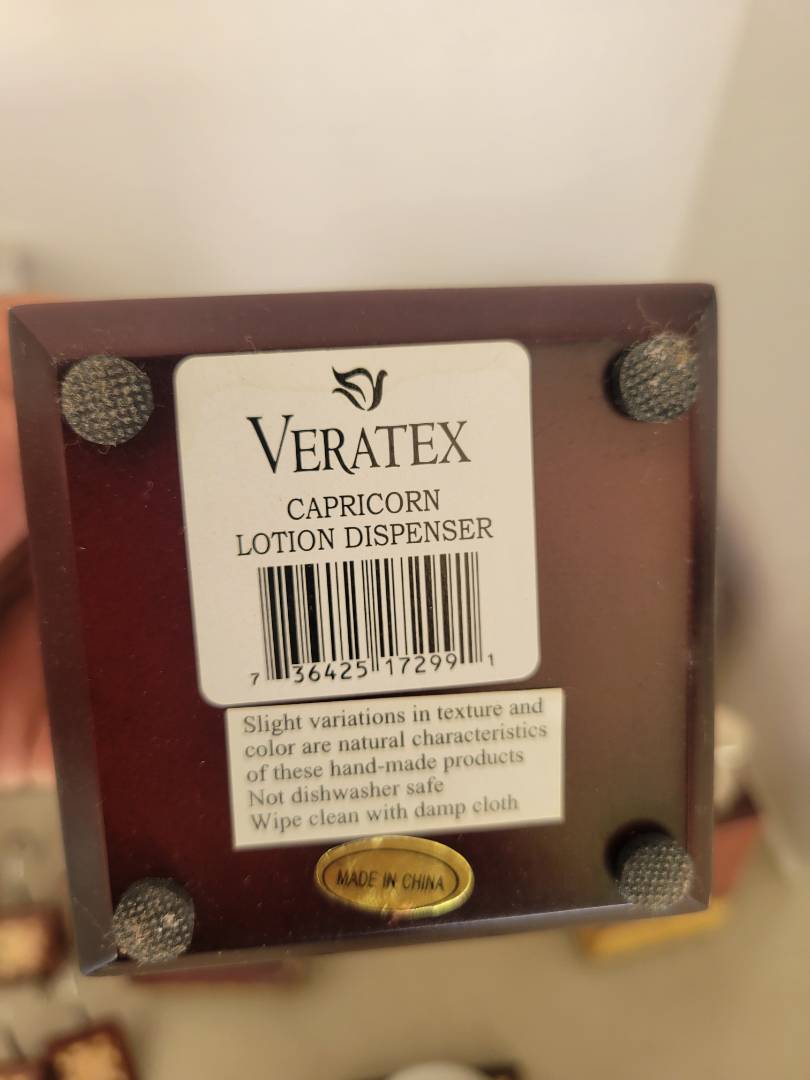 VERATEX
CAPRICORN
LOTION DISPENSER
7 36425 17299 1
Slight variations in texture and
color are natural characteristics
of these hand-made products
Not dishwasher safe
Wipe clean with damp cloth
MADE IN CHINA